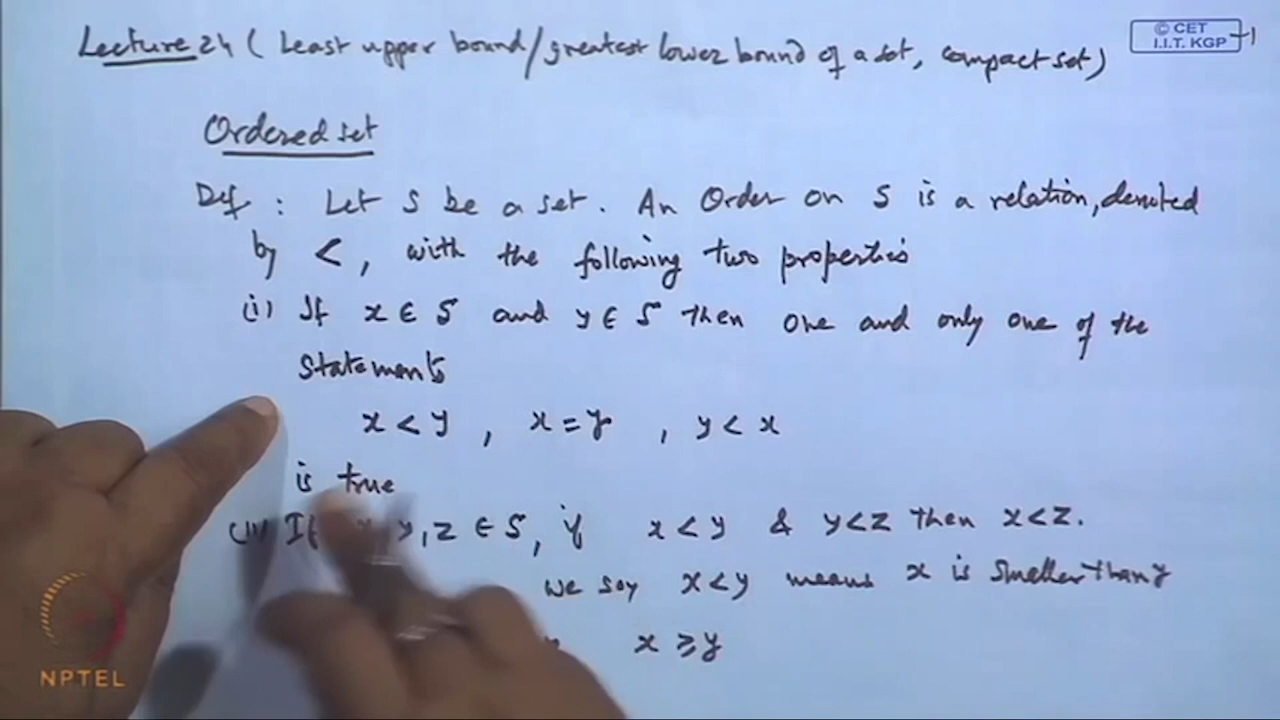 Lecture 24 ( Least upper bound/greatest lower bound of a set, compact set)
© CET
I.I.T. KGP
Ordered set
Def : Let S be a set. An Order on S is a relation, denoted
by <, with the following two properties
(i) If x ∈ S and y ∈ S then one and only one of the
statements
x < y , x = y , y < x
is true
(ii) If y, z ∈ S, if x < y & y < z then x < z.
we say x < y means x is smaller than y
x ≥ y
NPTEL